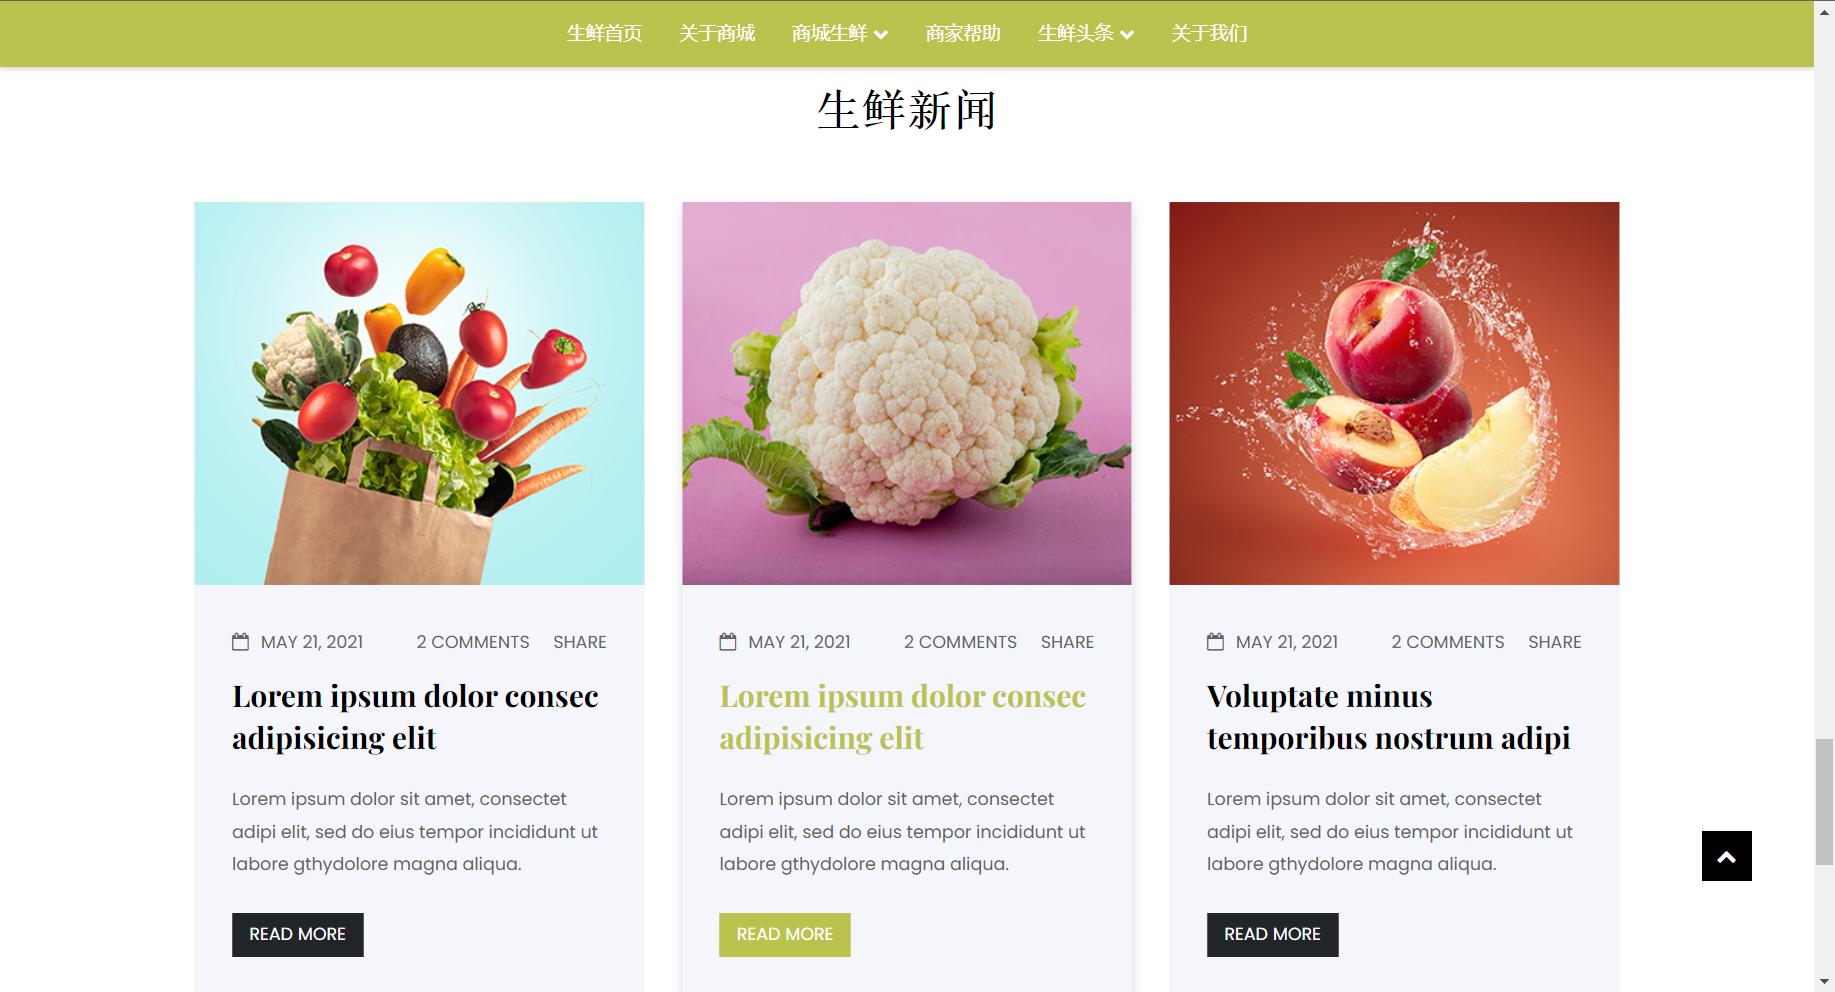 生鲜首页 关于商城 商城生鲜 商家帮助 生鲜头条 关于我们
生鲜新闻
MAY 21, 2021 2 COMMENTS SHARE
Lorem ipsum dolor consec
adipisicing elit
Lorem ipsum dolor sit amet, consectet
adipi elit, sed do eius tempor incididunt ut
labore gthydolore magna aliqua.
READ MORE
MAY 21, 2021 2 COMMENTS SHARE
Lorem ipsum dolor consec
adipisicing elit
Lorem ipsum dolor sit amet, consectet
adipi elit, sed do eius tempor incididunt ut
labore gthydolore magna aliqua.
READ MORE
MAY 21, 2021 2 COMMENTS SHARE
Voluptate minus
temporibus nostrum adipi
Lorem ipsum dolor sit amet, consectet
adipi elit, sed do eius tempor incididunt ut
labore gthydolore magna aliqua.
READ MORE